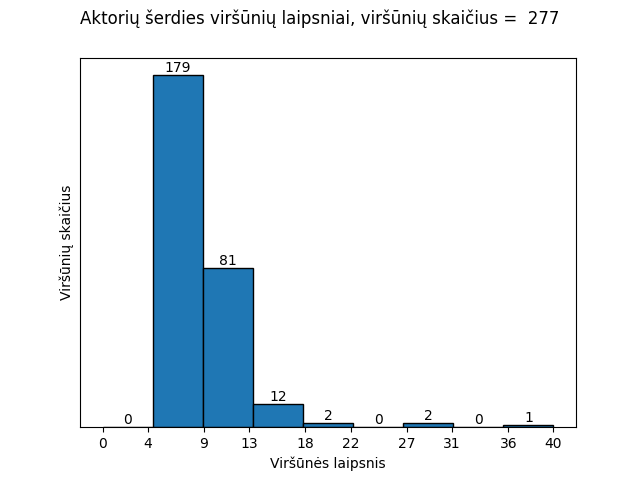 Aktorių šerdies viršūnių laipsniai, viršūnių skaičius =  277
Viršūnių skaičius
0
179
81
12
2
0
2
0
1
0 4 9 13 18 22 27 31 36 40
Viršūnės laipsnis